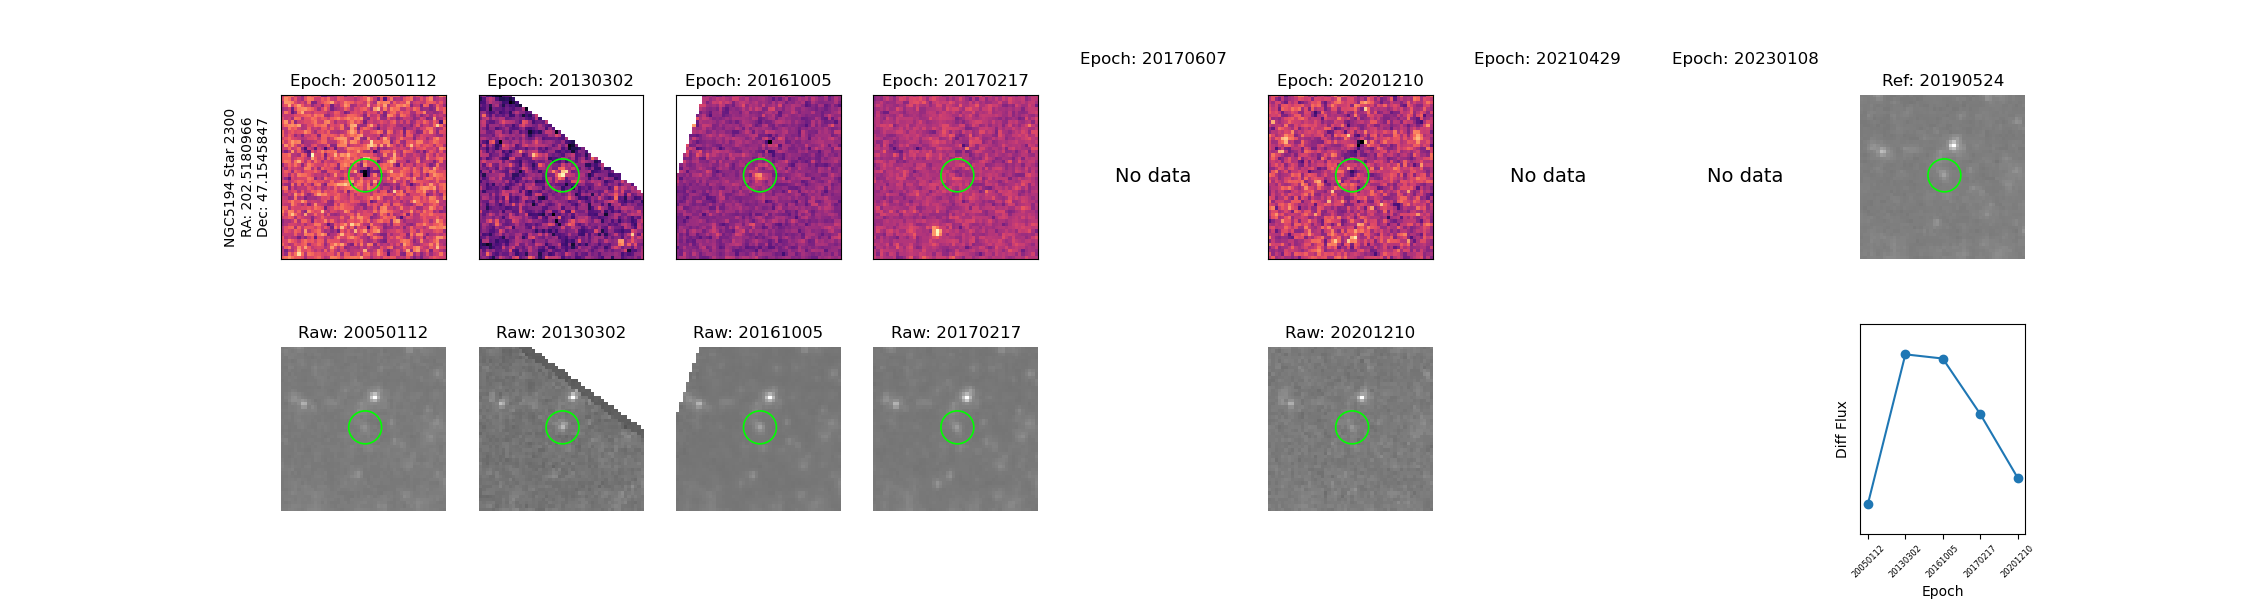 Epoch: 20050112
Epoch: 20130302
Epoch: 20161005
Epoch: 20170217
Epoch: 20170607
Epoch: 20201210
Epoch: 20210429
Epoch: 20230108
Ref: 20190524
NGC5194 Star 2300
RA: 202.5180966
Dec: 47.1545847
No data
No data
No data
Raw: 20050112
Raw: 20130302
Raw: 20161005
Raw: 20170217
Raw: 20201210
Diff Flux
20050112
20130302
20161005
20170217
20201210
Epoch